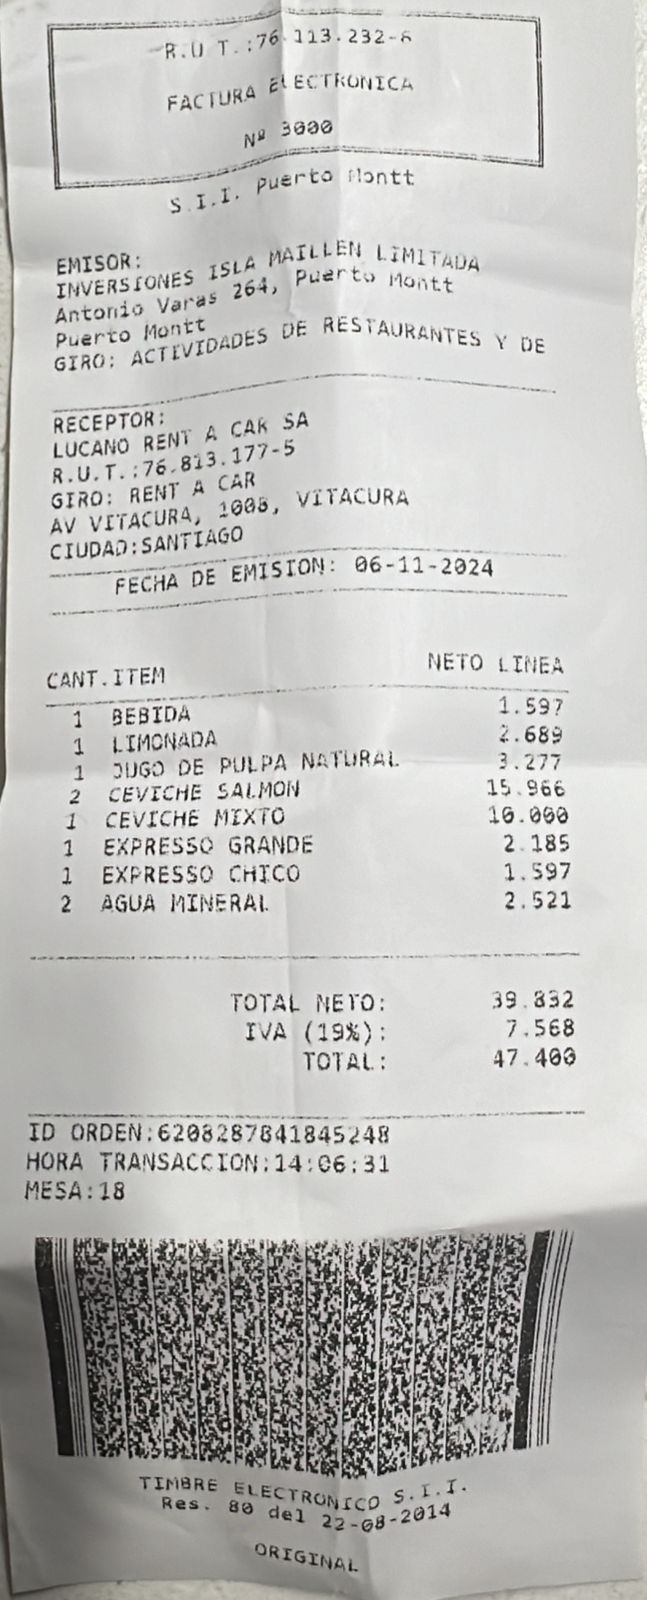 R.U T.:76.113.232-6
FACTURA ELECTRONICA
Nº 3000
S.I.I. Puerto Montt
EMISOR:
INVERSIONES ISLA MAILLEN LIMITADA
Antonio Varas 264, Puerto Montt
Puerto Montt
GIRO: ACTIVIDADES DE RESTAURANTES Y DE
RECEPTOR:
LUCANO RENT A CAR SA
R.U.T.:76.813.177-5
GIRO: RENT A CAR
AV VITACURA, 1008, VITACURA
CIUDAD:SANTIAGO
FECHA DE EMISION: 06-11-2024
CANT.ITEM NETO LINEA
1 BEBIDA 1.597
1 LIMONADA 2.689
1 JUGO DE PULPA NATURAL 3.277
2 CEVICHE SALMON 15.966
1 CEVICHE MIXTO 10.000
1 EXPRESSO GRANDE 2.185
1 EXPRESSO CHICO 1.597
2 AGUA MINERAL 2.521
TOTAL NETO: 39.832
IVA (19%): 7.568
TOTAL: 47.400
ID ORDEN:6208287841845248
HORA TRANSACCION:14:06:31
MESA:18
TIMBRE ELECTRONICO S.I.I.
Res. 80 del 22-08-2014
ORIGINAL